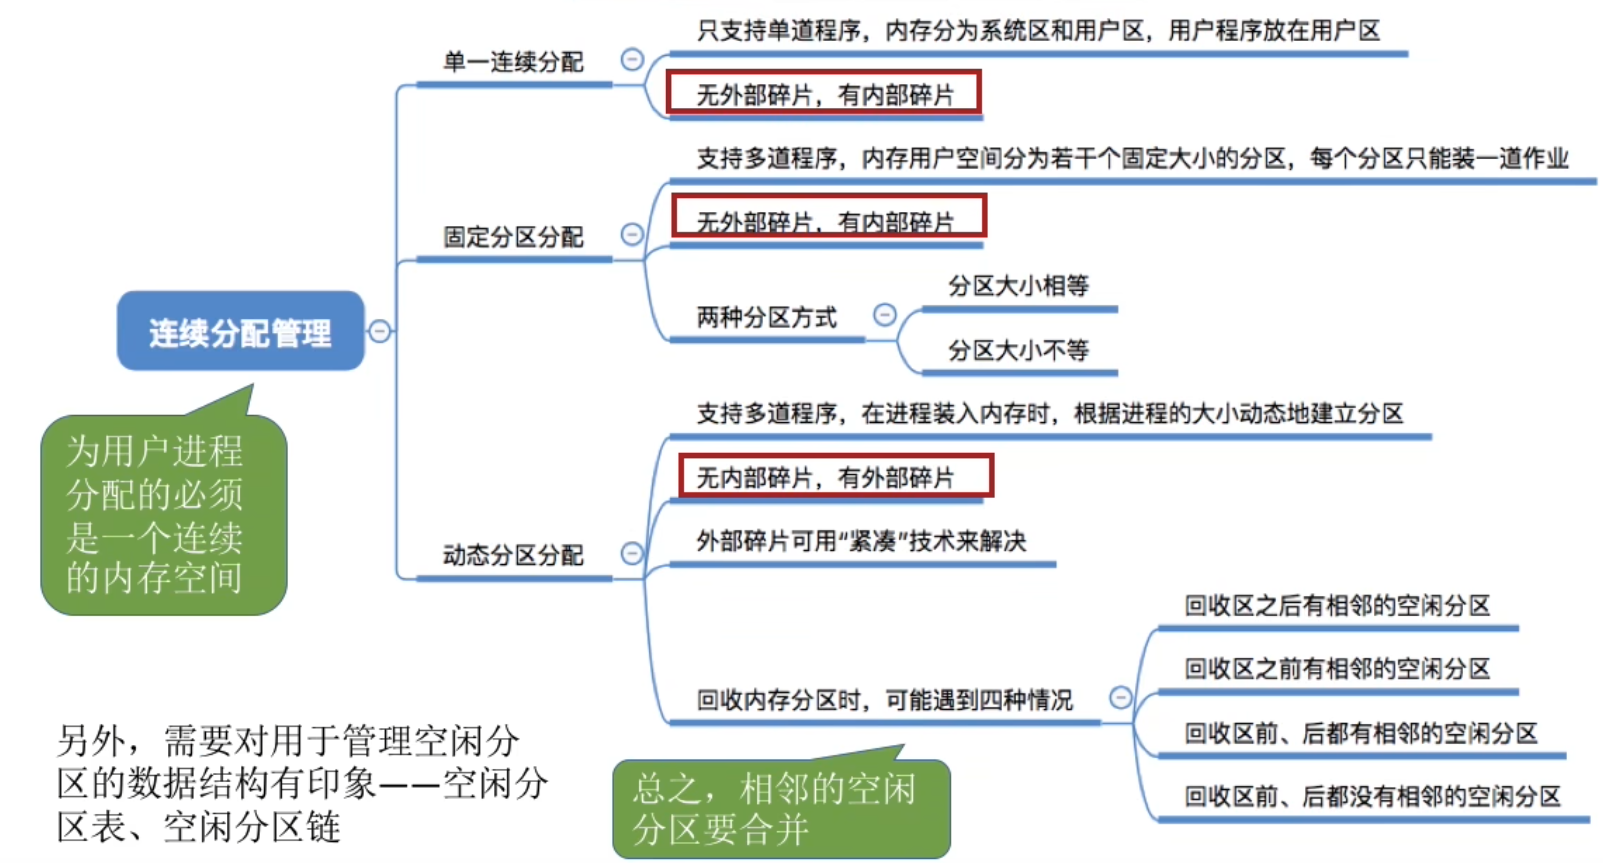 连续分配管理
为用户进程
分配的必须
是一个连续
的内存空间
单一连续分配
只支持单道程序，内存分为系统区和用户区，用户程序放在用户区
无外部碎片，有内部碎片
固定分区分配
支持多道程序，内存用户空间分为若干个固定大小的分区，每个分区只能装一道作业
无外部碎片，有内部碎片
两种分区方式
分区大小相等
分区大小不等
动态分区分配
支持多道程序，在进程装入内存时，根据进程的大小动态地建立分区
无内部碎片，有外部碎片
外部碎片可用“紧凑”技术来解决
回收内存分区时，可能遇到四种情况
回收区之后有相邻的空闲分区
回收区之前有相邻的空闲分区
回收区前、后都有相邻的空闲分区
回收区前、后都没有相邻的空闲分区
总之，相邻的空闲
分区要合并
另外，需要对用于管理空闲分
区的数据结构有印象——空闲分
区表、空闲分区链